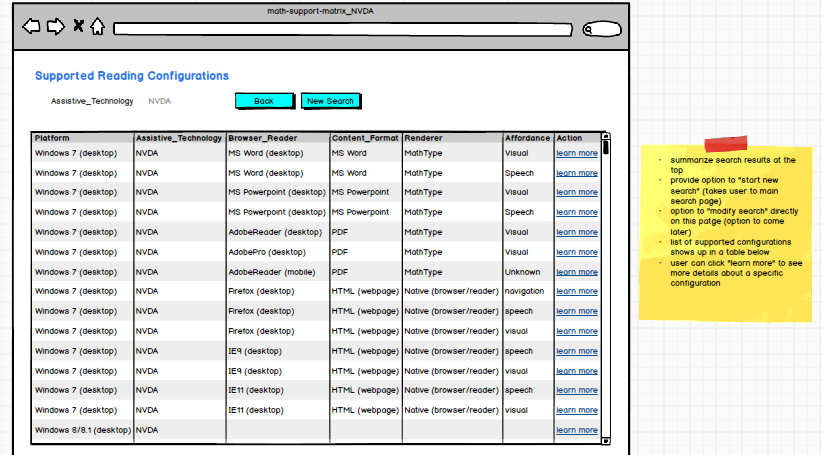 math-support-matrix_NVDA
Supported Reading Configurations
Assistive_Technology NVDA Back New Search
Platform Assistive_Technology Browser_Reader Content_Format Renderer Affordance Action
Windows 7 (desktop) NVDA MS Word (desktop) MS Word MathType Visual learn more
Windows 7 (desktop) NVDA MS Word (desktop) MS Word MathType Speech learn more
Windows 7 (desktop) NVDA MS Powerpoint (desktop) MS Powerpoint MathType Visual learn more
Windows 7 (desktop) NVDA MS Powerpoint (desktop) MS Powerpoint MathType Speech learn more
Windows 7 (desktop) NVDA AdobeReader (desktop) PDF MathType Visual learn more
Windows 7 (desktop) NVDA AdobePro (desktop) PDF MathType Visual learn more
Windows 7 (desktop) NVDA AdobeReader (mobile) PDF MathType Unknown learn more
Windows 7 (desktop) NVDA Firefox (desktop) HTML (webpage) Native (browser/reader) navigation learn more
Windows 7 (desktop) NVDA Firefox (desktop) HTML (webpage) Native (browser/reader) speech learn more
Windows 7 (desktop) NVDA Firefox (desktop) HTML (webpage) Native (browser/reader) visual learn more
Windows 7 (desktop) NVDA IE9 (desktop) HTML (webpage) Native (browser/reader) speech learn more
Windows 7 (desktop) NVDA IE9 (desktop) HTML (webpage) Native (browser/reader) visual learn more
Windows 7 (desktop) NVDA IE11 (desktop) HTML (webpage) Native (browser/reader) speech learn more
Windows 7 (desktop) NVDA IE11 (desktop) HTML (webpage) Native (browser/reader) visual learn more
Windows 8/8.1 (desktop) NVDA learn more
· summarize search results at the
top
· provide option to "start new
search" (takes user to main
search page)
· option to "modify search" directly
on this patge (option to come
later)
· list of supported configurations
shows up in a table below
· user can click "learn more" to see
more details about a specific
configuration